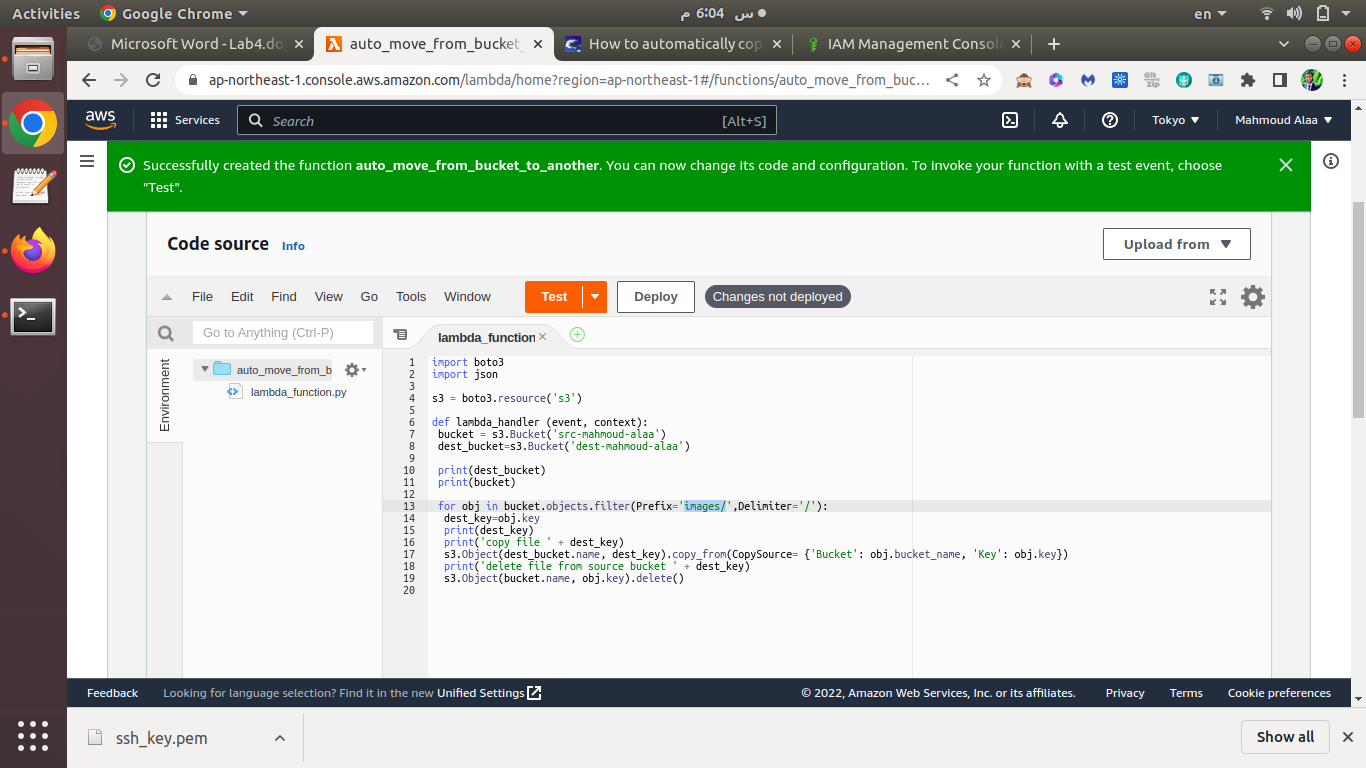 Activities
Google Chrome
س 6:04 م
en
Microsoft Word - Lab4.do
auto_move_from_bucket_
How to automatically cop
IAM Management Consol
ap-northeast-1.console.aws.amazon.com/lambda/home?region=ap-northeast-1#/functions/auto_move_from_buc...
aws
Services
Search
[Alt+S]
Tokyo
Mahmoud Alaa
Successfully created the function auto_move_from_bucket_to_another. You can now change its code and configuration. To invoke your function with a test event, choose
"Test".
Code source
Info
Upload from
File Edit Find View Go Tools Window
Test
Deploy
Changes not deployed
Go to Anything (Ctrl-P)
lambda_function
Environment
auto_move_from_b
lambda_function.py
1 import boto3
2 import json
3
4 s3 = boto3.resource('s3')
5
6 def lambda_handler (event, context):
7 bucket = s3.Bucket('src-mahmoud-alaa')
8 dest_bucket=s3.Bucket('dest-mahmoud-alaa')
9
10 print(dest_bucket)
11 print(bucket)
12
13 for obj in bucket.objects.filter(Prefix='images/',Delimiter='/'):
14 dest_key=obj.key
15 print(dest_key)
16 print('copy file ' + dest_key)
17 s3.Object(dest_bucket.name, dest_key).copy_from(CopySource= {'Bucket': obj.bucket_name, 'Key': obj.key})
18 print('delete file from source bucket ' + dest_key)
19 s3.Object(bucket.name, obj.key).delete()
20
Feedback
Looking for language selection? Find it in the new Unified Settings
© 2022, Amazon Web Services, Inc. or its affiliates.
Privacy
Terms
Cookie preferences
ssh_key.pem
Show all